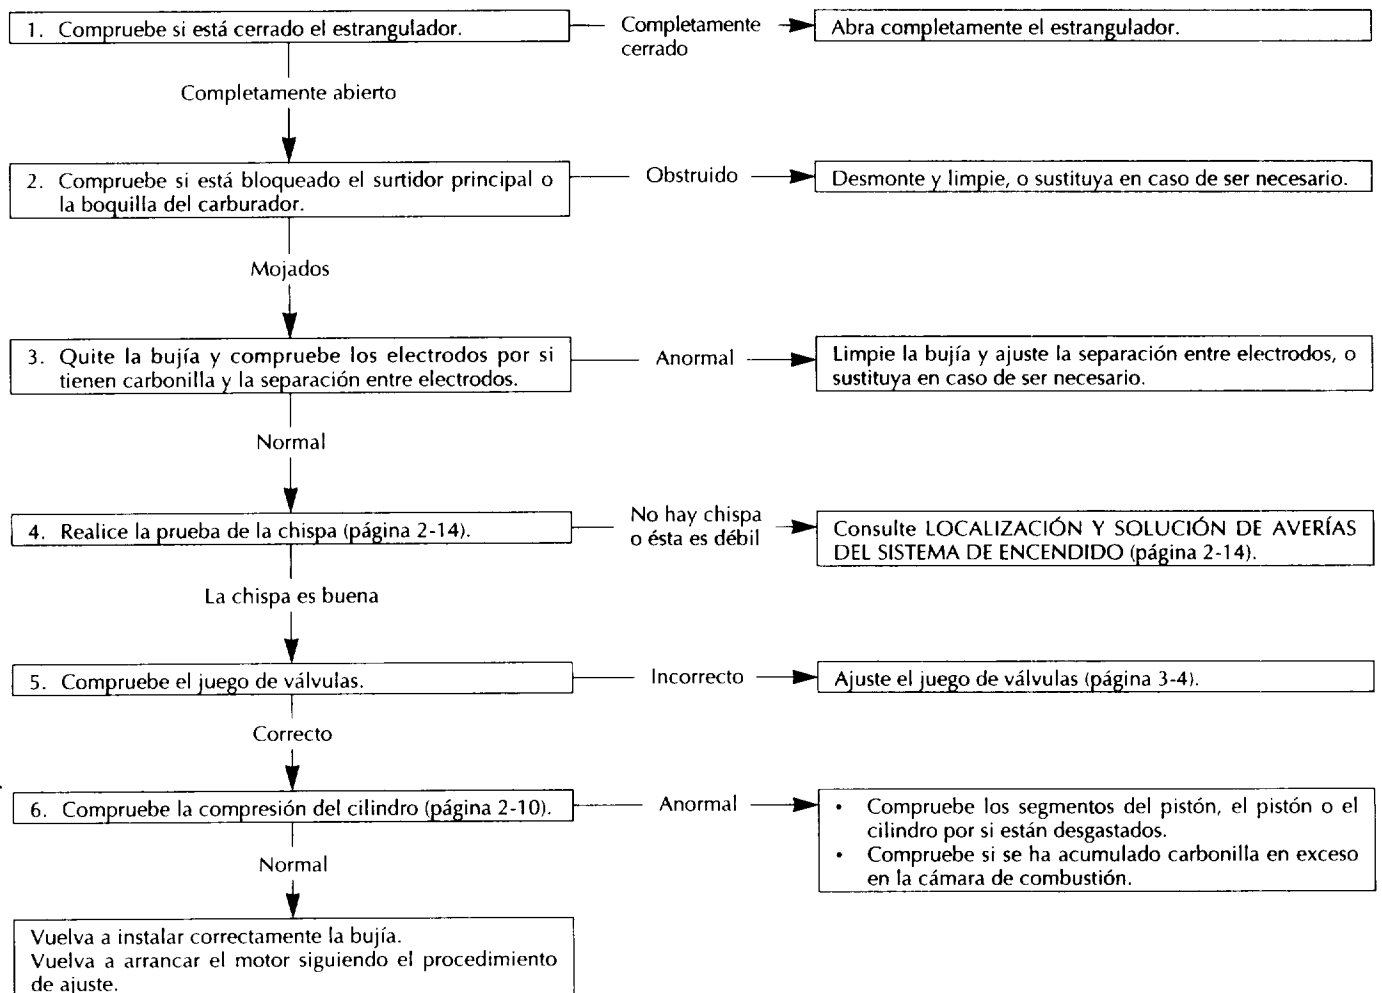 1. Compruebe si está cerrado el estrangulador.
Completamente
cerrado
Abra completamente el estrangulador.
Completamente abierto
2. Compruebe si está bloqueado el surtidor principal o
la boquilla del carburador.
Obstruido
Desmonte y limpie, o sustituya en caso de ser necesario.
Mojados
3. Quite la bujía y compruebe los electrodos por si
tienen carbonilla y la separación entre electrodos.
Anormal
Limpie la bujía y ajuste la separación entre electrodos, o
sustituya en caso de ser necesario.
Normal
4. Realice la prueba de la chispa (página 2-14).
No hay chispa
o ésta es débil
Consulte LOCALIZACIÓN Y SOLUCIÓN DE AVERÍAS
DEL SISTEMA DE ENCENDIDO (página 2-14).
La chispa es buena
5. Compruebe el juego de válvulas.
Incorrecto
Ajuste el juego de válvulas (página 3-4).
Correcto
6. Compruebe la compresión del cilindro (página 2-10).
Anormal
• Compruebe los segmentos del pistón, el pistón o el
cilindro por si están desgastados.
• Compruebe si se ha acumulado carbonilla en exceso
en la cámara de combustión.
Normal
Vuelva a instalar correctamente la bujía.
Vuelva a arrancar el motor siguiendo el procedimiento
de ajuste.